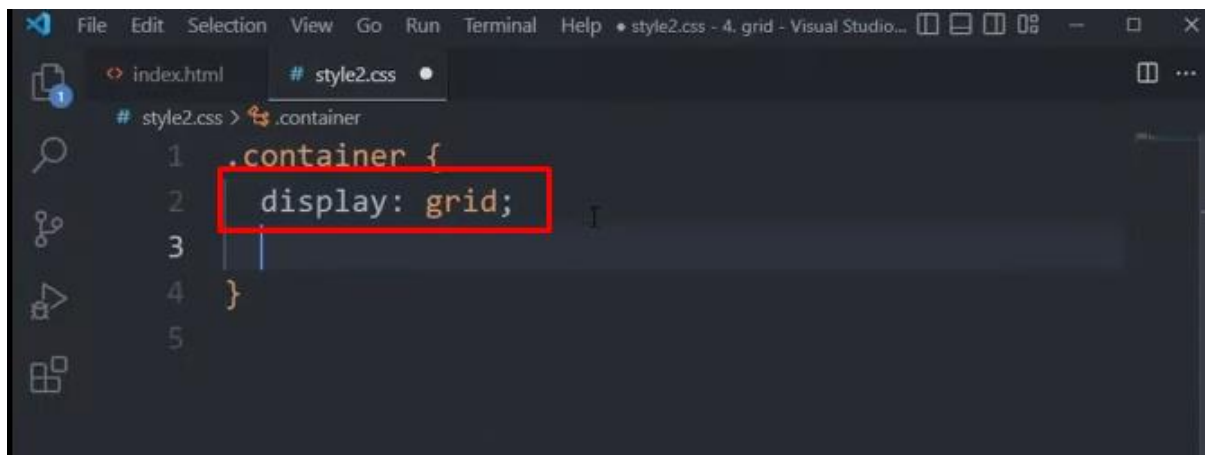 File Edit Selection View Go Run Terminal Help ● style2.css - 4. grid - Visual Studio...
index.html # style2.css ●
1
# style2.css > .container
1 .container {
2 display: grid;
3
4 }
5